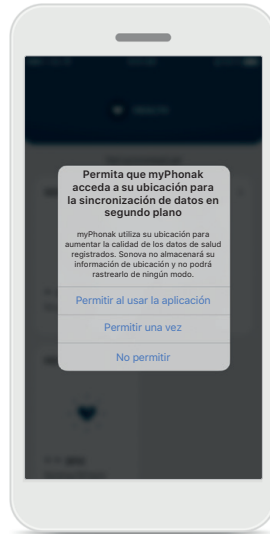 Permita que myPhonak
acceda a su ubicación para
la sincronización de datos en
segundo plano
myPhonak utiliza su ubicación para
aumentar la calidad de los datos de salud
registrados. Sonova no almacenará su
información de ubicación y no podrá
rastrearlo de ningún modo.
Permitir al usar la aplicación
Permitir una vez
No permitir